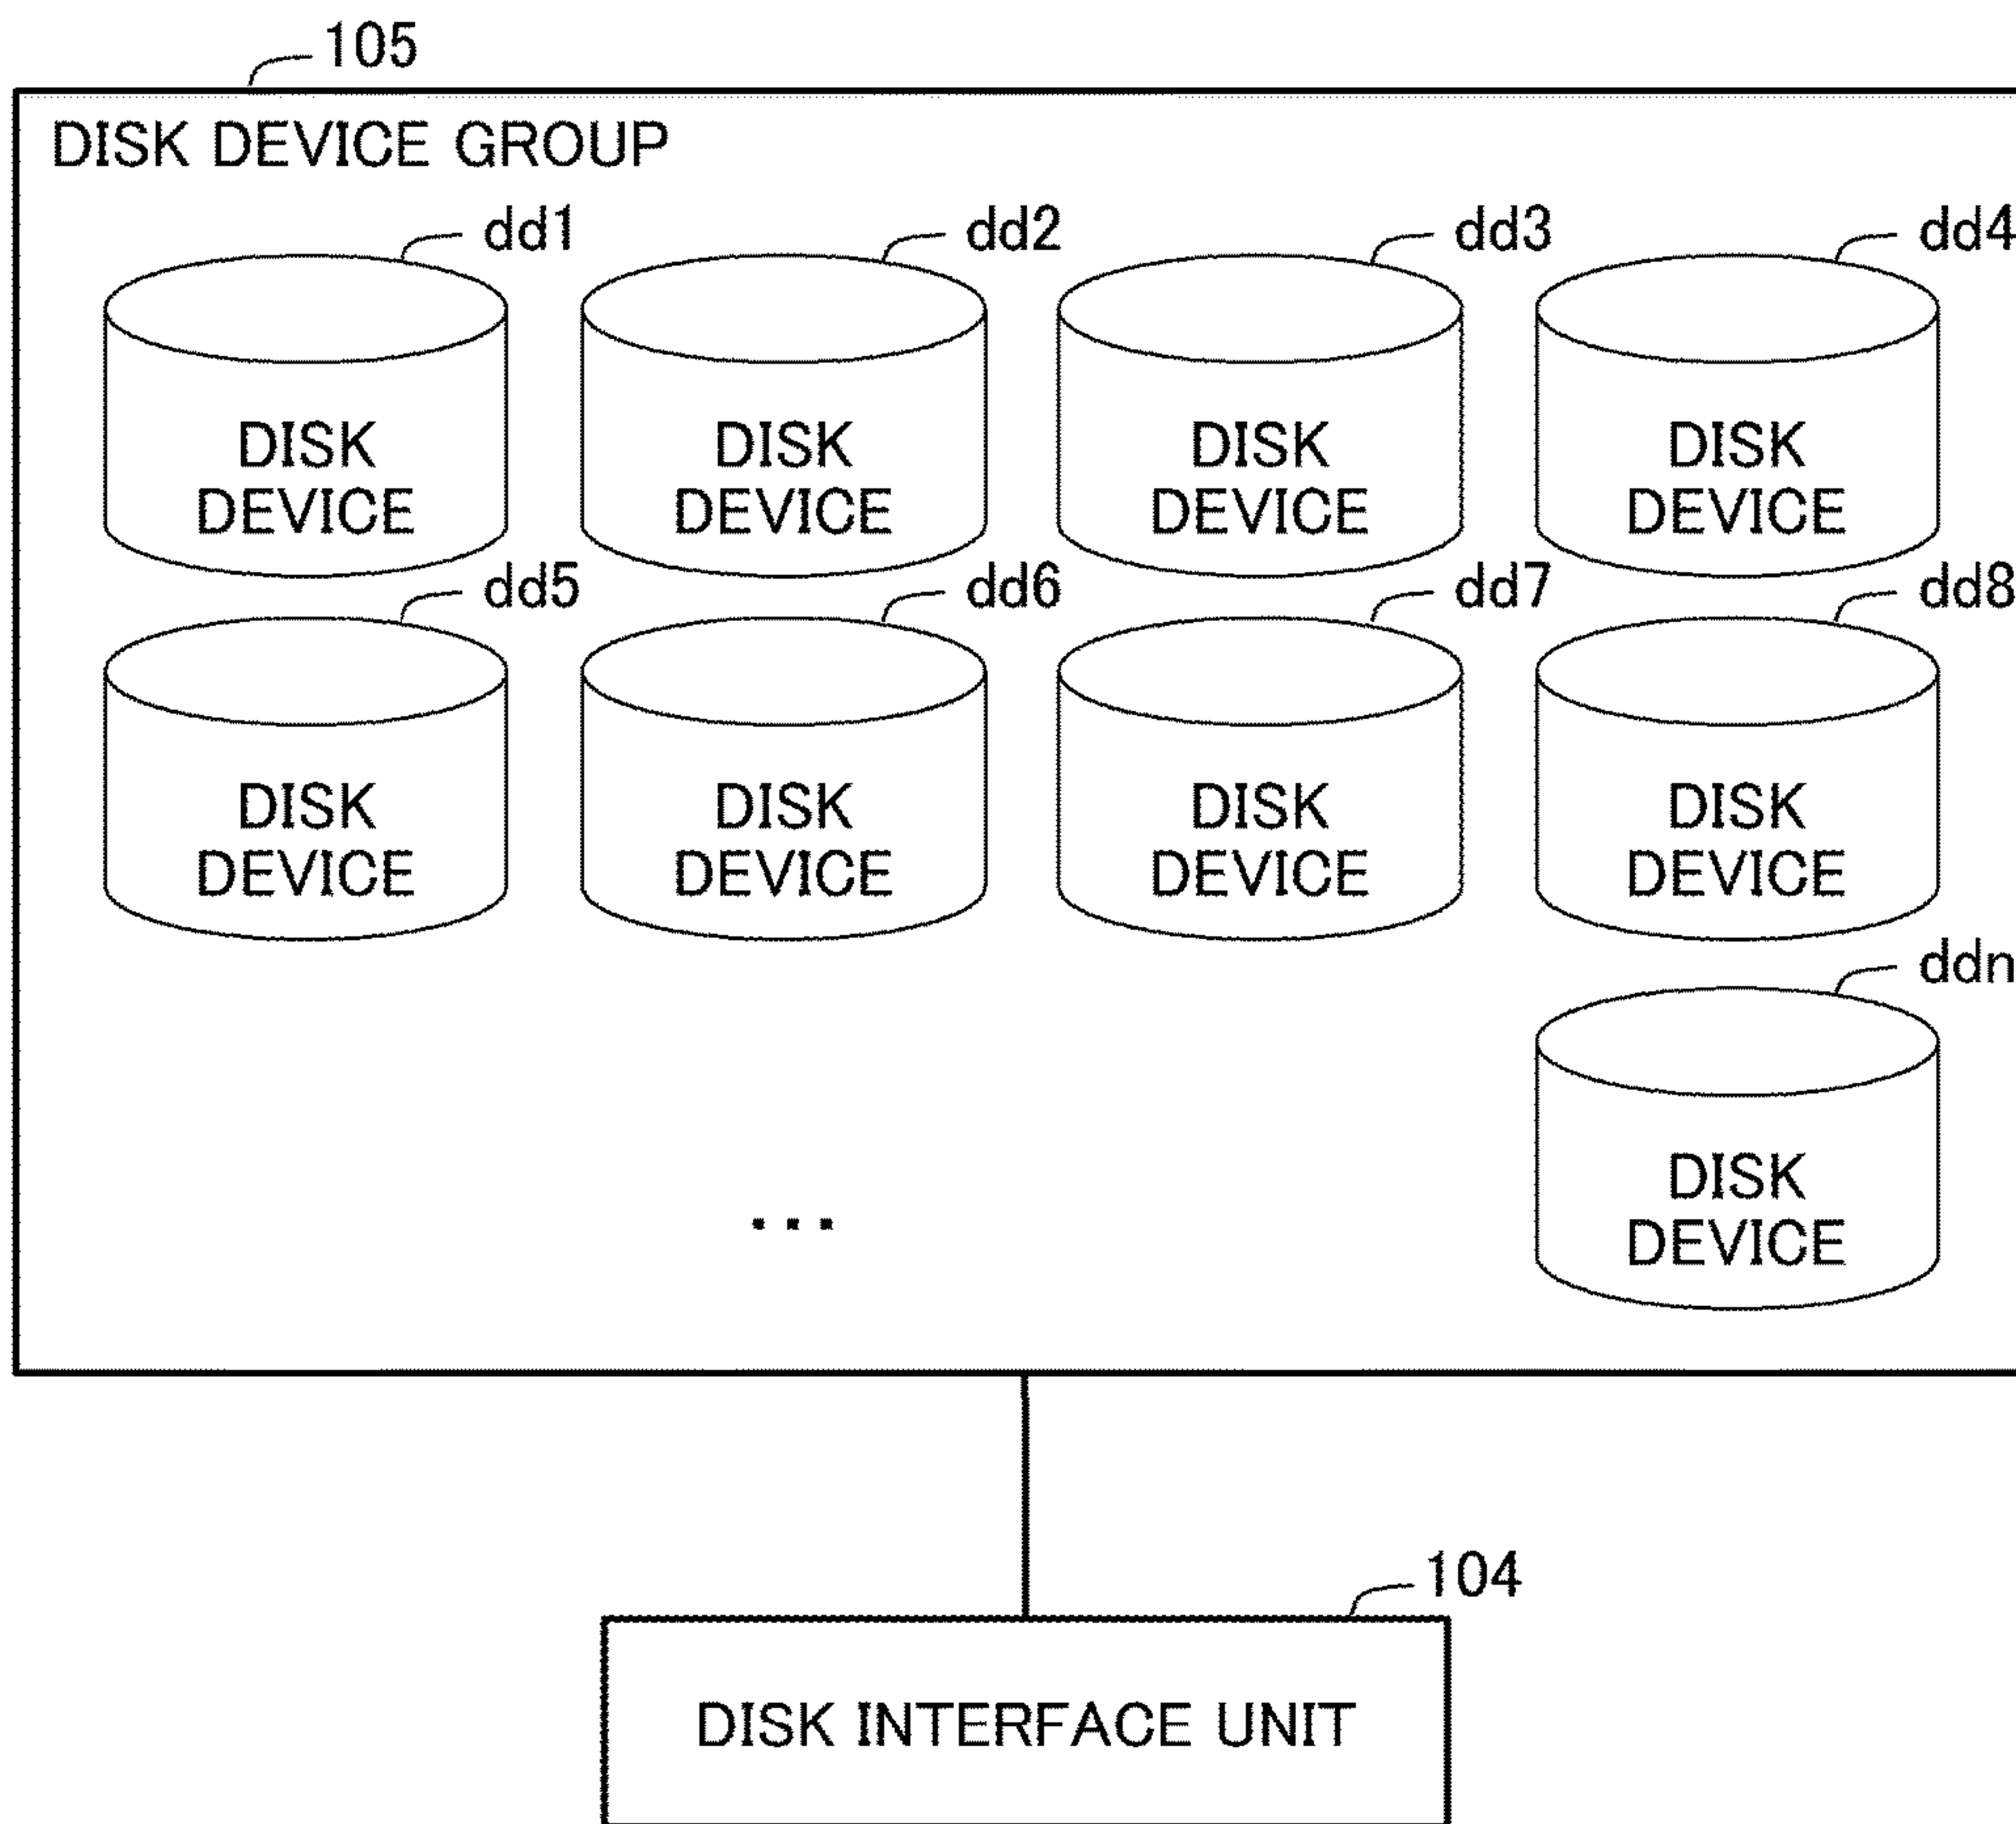 105
DISK DEVICE GROUP
dd1 dd2 dd3 dd4
DISK DISK DISK DISK
DEVICE DEVICE DEVICE DEVICE
dd5 dd6 dd7 dd8
DISK DISK DISK DISK
DEVICE DEVICE DEVICE DEVICE
ddn
DISK
...
DEVICE
104
DISK INTERFACE UNIT